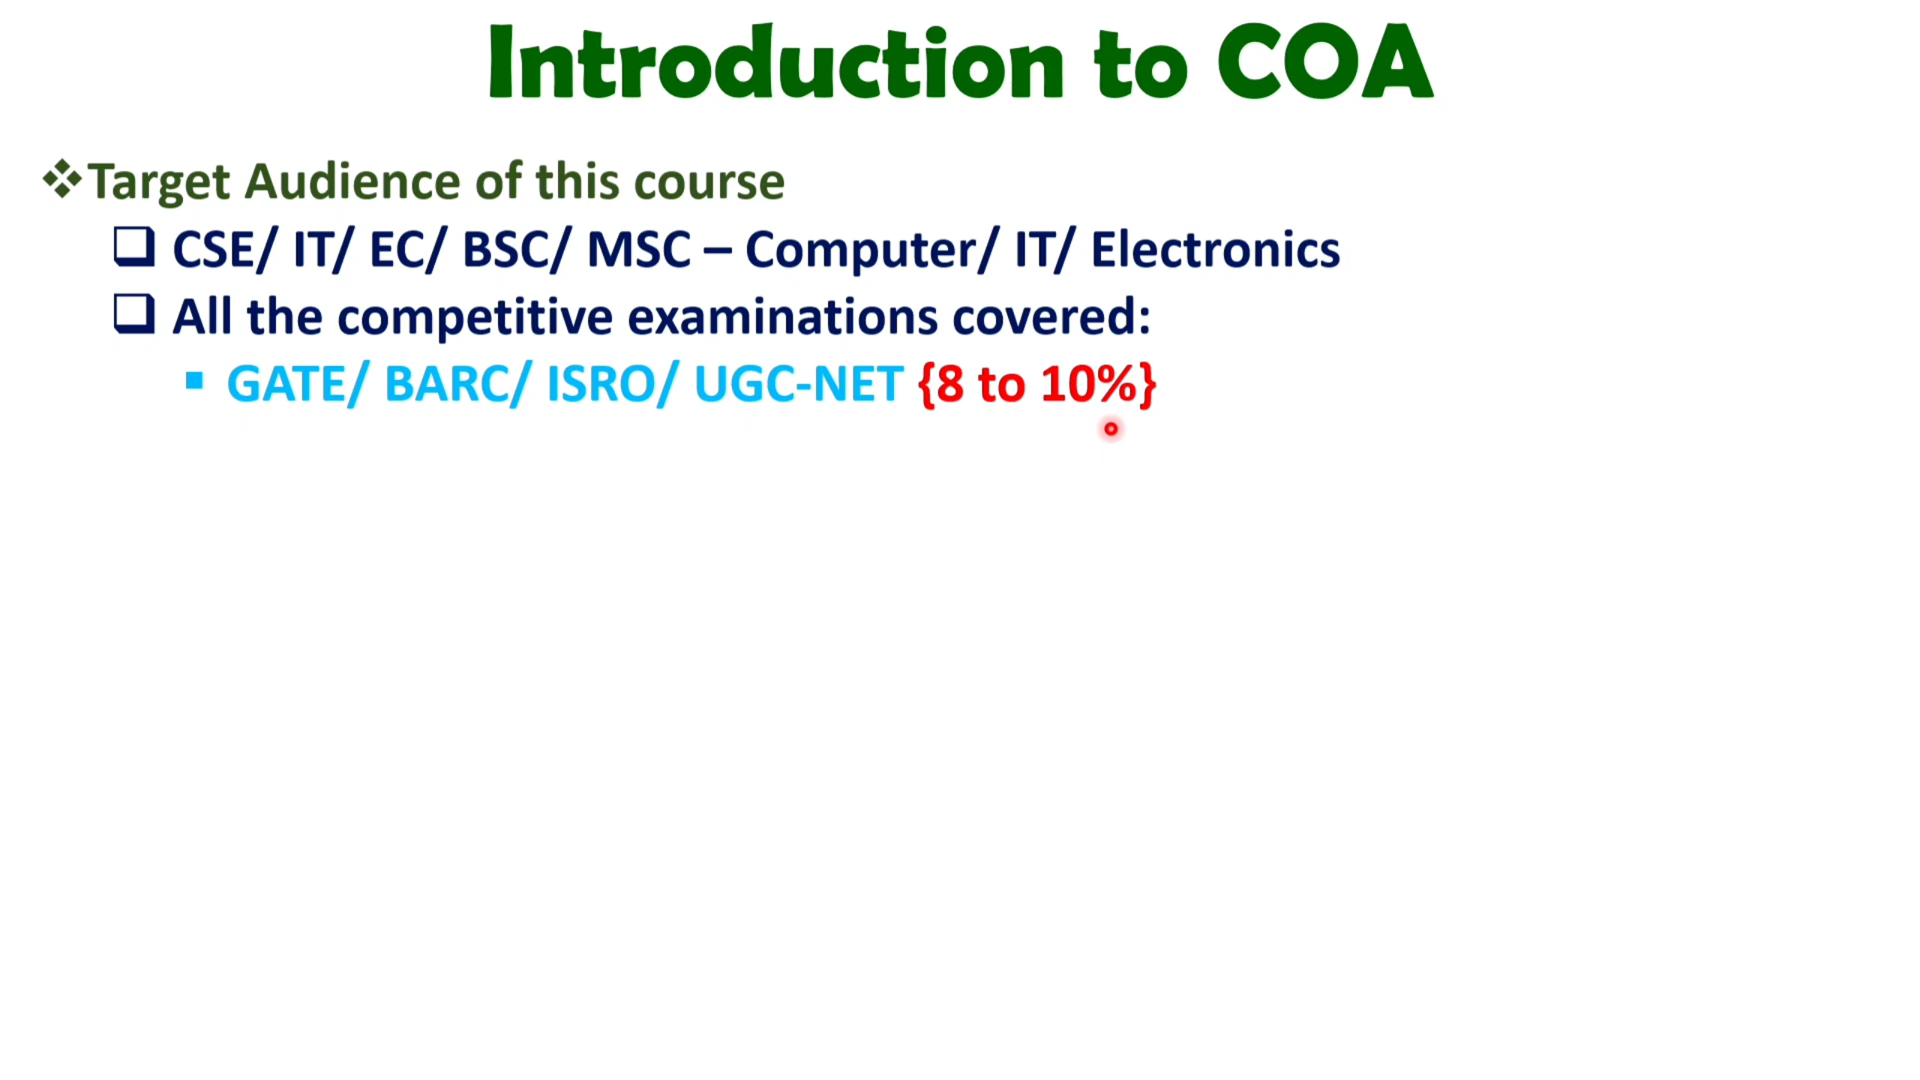 Introduction to COA
❖Target Audience of this course
❑ CSE/ IT/ EC/ BSC/ MSC – Computer/ IT/ Electronics
❑ All the competitive examinations covered:
▪ GATE/ BARC/ ISRO/ UGC-NET {8 to 10%}